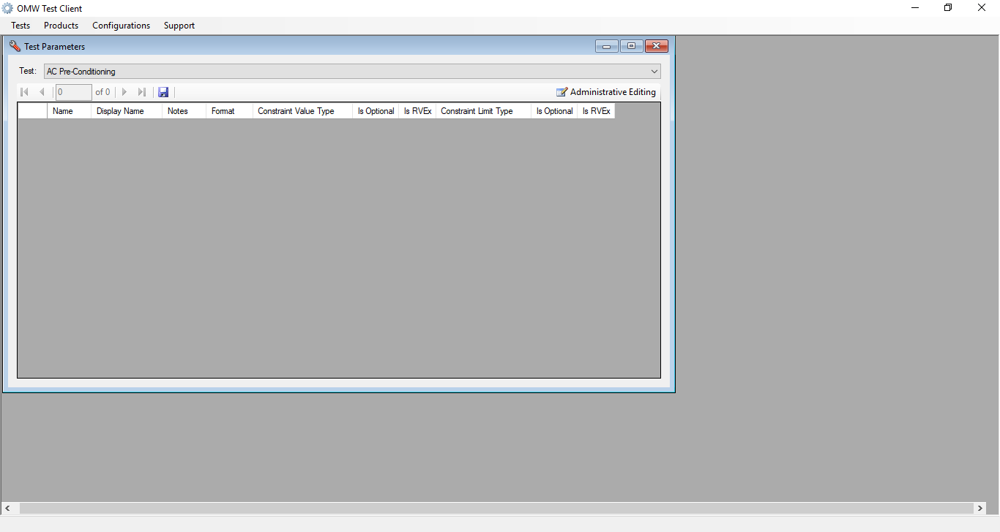 OMW Test Client
Tests Products Configurations Support
Test Parameters
Test: AC Pre-Conditioning
0 of 0 Administrative Editing
Name Display Name Notes Format Constraint Value Type Is Optional Is RVEx Constraint Limit Type Is Optional Is RVEx